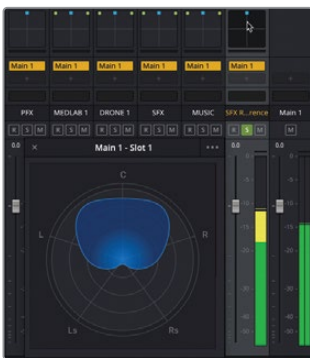 Main 1 Main 1 Main 1 Main 1 Main 1 Main 1
PFX MEDLAB 1 DRONE 1 SFX MUSIC SFX R...rence Main 1
R S M R S M R S M R S M R S M R S M M
0.0 × Main 1 - Slot 1 ••• 0.0 0.0
C
L R
Ls Rs